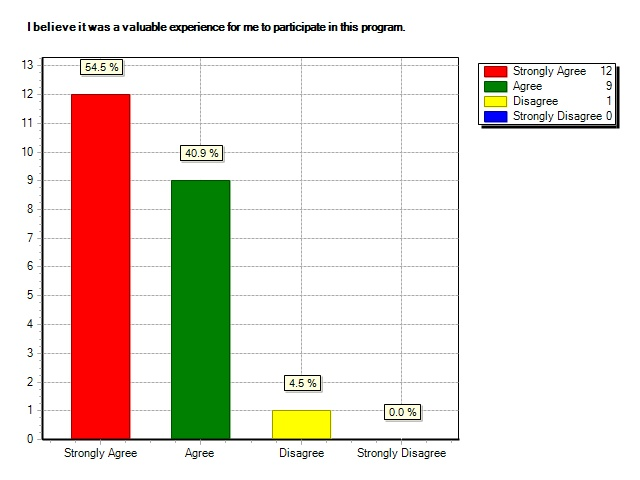 I believe it was a valuable experience for me to participate in this program.
13
12
11
10
9
8
7
6
5
4
3
2
1
0
54.5 %
40.9 %
4.5 %
0.0 %
Strongly Agree
Agree
Disagree
Strongly Disagree
Strongly Agree 12
Agree 9
Disagree 1
Strongly Disagree 0